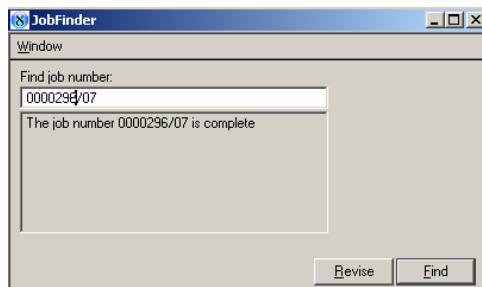 JobFinder
Window
Find job number:
0000296/07
The job number 0000296/07 is complete
Revise Find